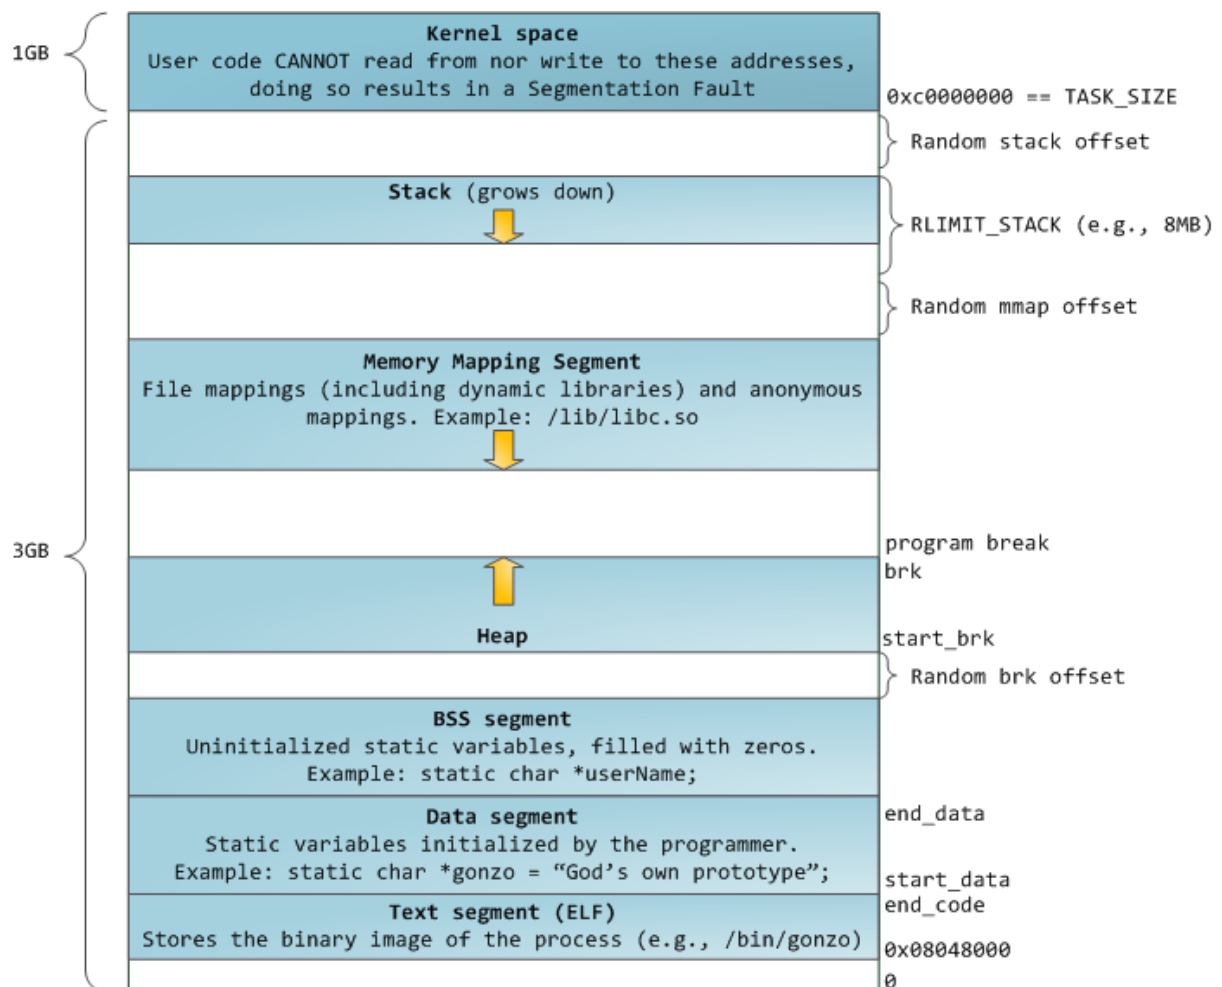 Kernel space
1GB
User code CANNOT read from nor write to these addresses,
doing so results in a Segmentation Fault
0xc0000000 == TASK_SIZE
Random stack offset
Stack (grows down)
RLIMIT_STACK (e.g., 8MB)
Random mmap offset
Memory Mapping Segment
File mappings (including dynamic libraries) and anonymous
mappings. Example: /lib/libc.so
3GB
program break
brk
Heap
start_brk
Random brk offset
BSS segment
Uninitialized static variables, filled with zeros.
Example: static char *userName;
Data segment
end_data
Static variables initialized by the programmer.
Example: static char *gonzo = “God’s own prototype”;
start_data
end_code
Text segment (ELF)
Stores the binary image of the process (e.g., /bin/gonzo)
0x08048000
0